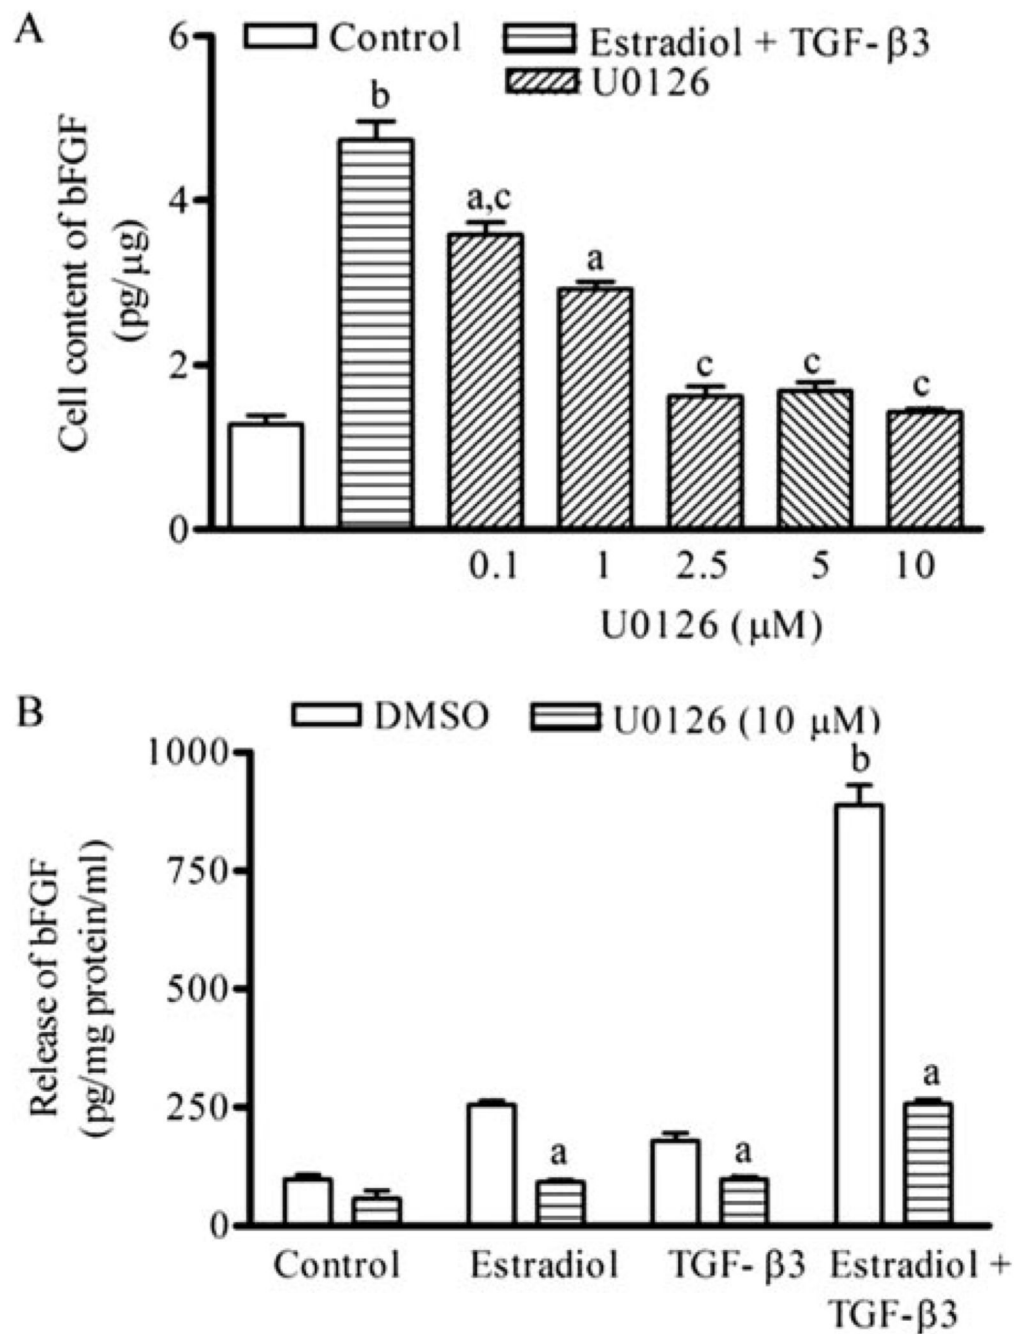 A
6
Control
Estradiol + TGF-β3
U0126
b
Cell content of bFGF
(pg/µg)
4
a,c
a
2
c
c
c
0
0.1 1 2.5 5 10
U0126 (µM)
B
DMSO
U0126 (10 µM)
1000
b
Release of bFGF
(pg/mg protein/ml)
750
500
250
a
a
a
0
Control Estradiol TGF- β3 Estradiol +
TGF-β3